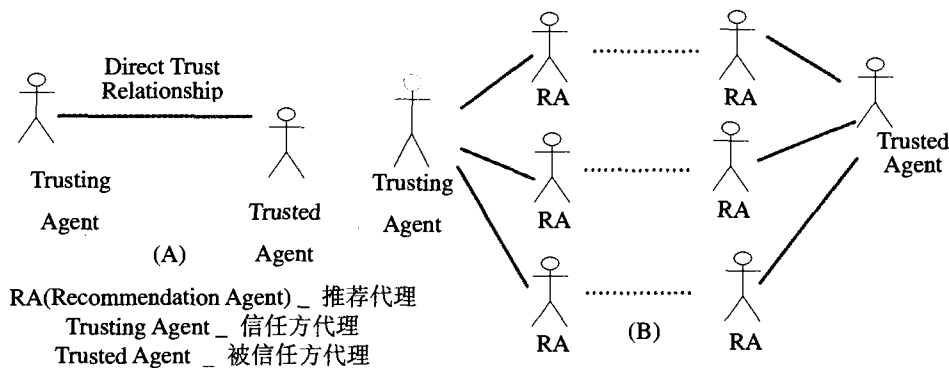 Direct Trust
Relationship
Trusting
Agent
Trusted
Agent
(A)
Trusting
Agent
RA
RA
RA
RA
RA
RA
Trusted
Agent
(B)
RA(Recommendation Agent) _ 推荐代理
Trusting Agent _ 信任方代理
Trusted Agent _ 被信任方代理